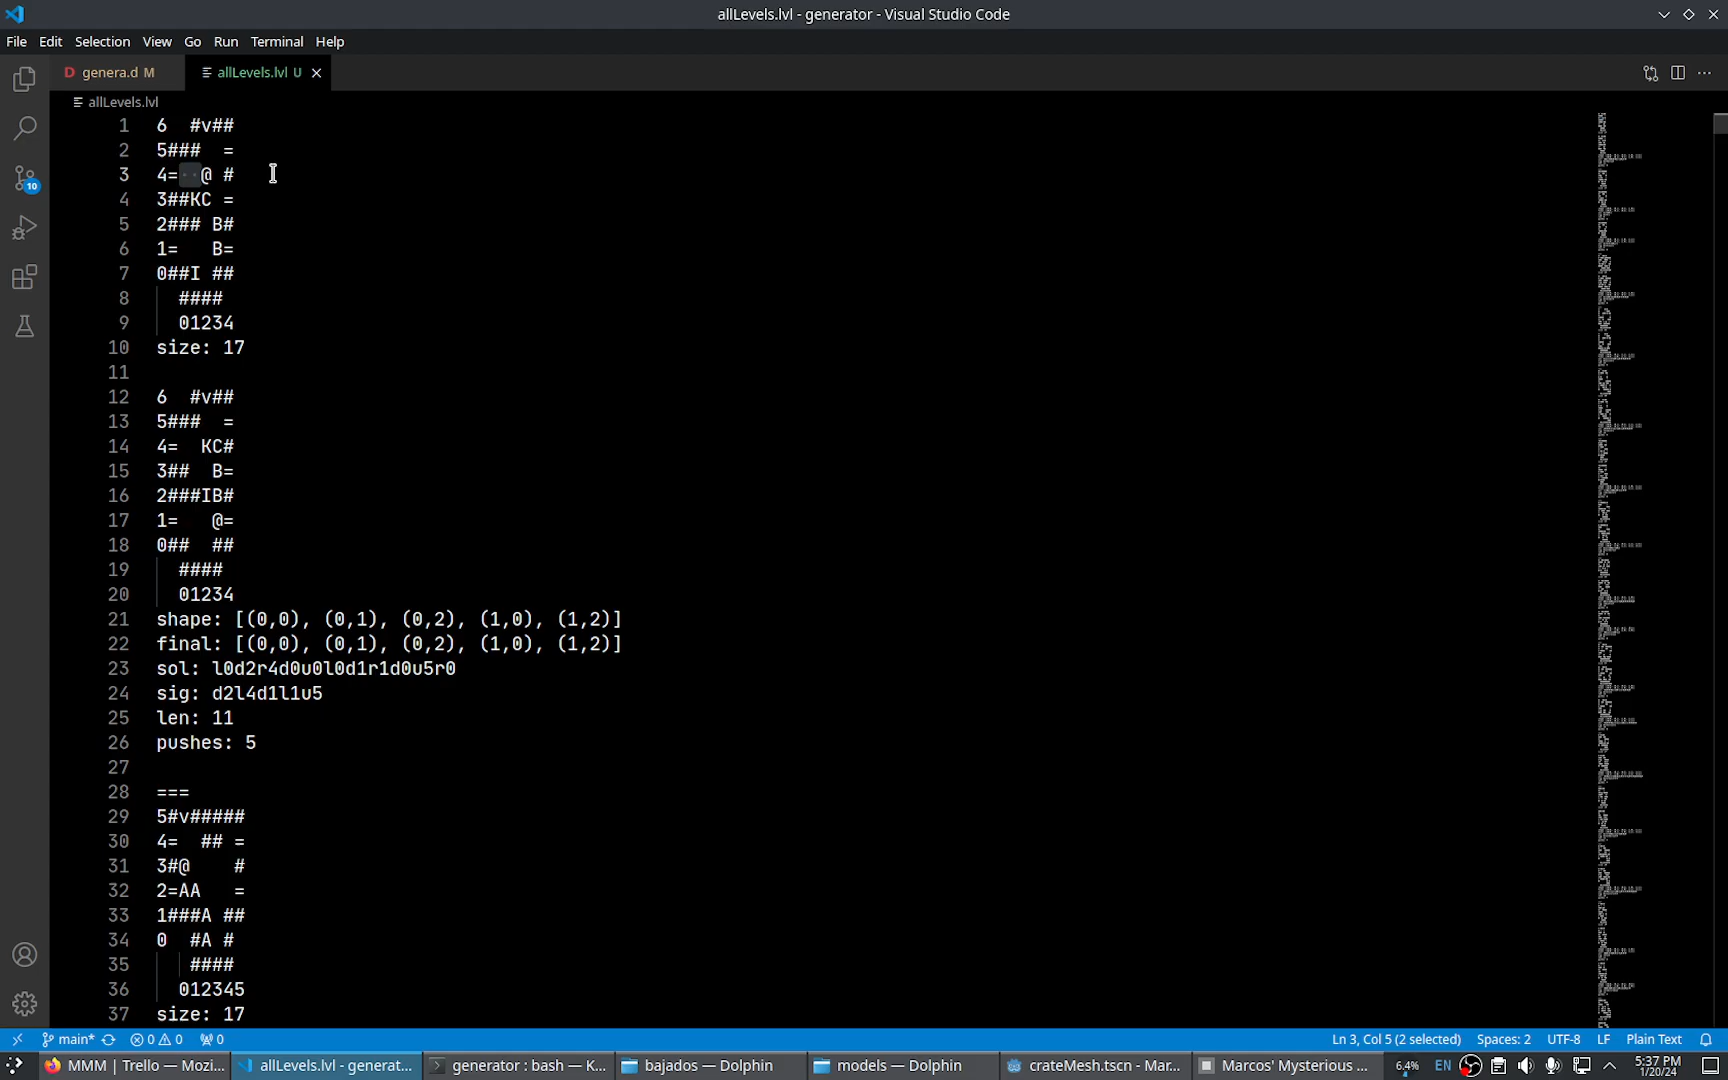 allLevels.lvl - generator - Visual Studio Code
File Edit Selection View Go Run Terminal Help
D genera.d M allLevels.lvl U
allLevels.lvl
1 6  #v##
2 5###  =
3 4=··@ #
4 3##KC =
5 2### B#
6 1=   B=
7 0##I ##
8   ####
9   01234
10 size: 17
11
12 6  #v##
13 5###  =
14 4=  KC#
15 3##  B=
16 2###IB#
17 1=   @=
18 0##  ##
19   ####
20   01234
21 shape: [(0,0), (0,1), (0,2), (1,0), (1,2)]
22 final: [(0,0), (0,1), (0,2), (1,0), (1,2)]
23 sol: l0d2r4d0u0l0d1r1d0u5r0
24 sig: d2l4d1l1u5
25 len: 11
26 pushes: 5
27
28 ===
29 5#v#####
30 4=  ## =
31 3#@    #
32 2=AA   =
33 1###A ##
34 0  #A #
35    ####
36   012345
37 size: 17
10
main* 0 0 0 Ln 3, Col 5 (2 selected) Spaces: 2 UTF-8 LF Plain Text
MMM | Trello — Mozi... allLevels.lvl - generat... generator : bash — K... bajados — Dolphin models — Dolphin crateMesh.tscn - Mar... Marcos' Mysterious ... 6.4% EN 5:37 PM
1/20/24